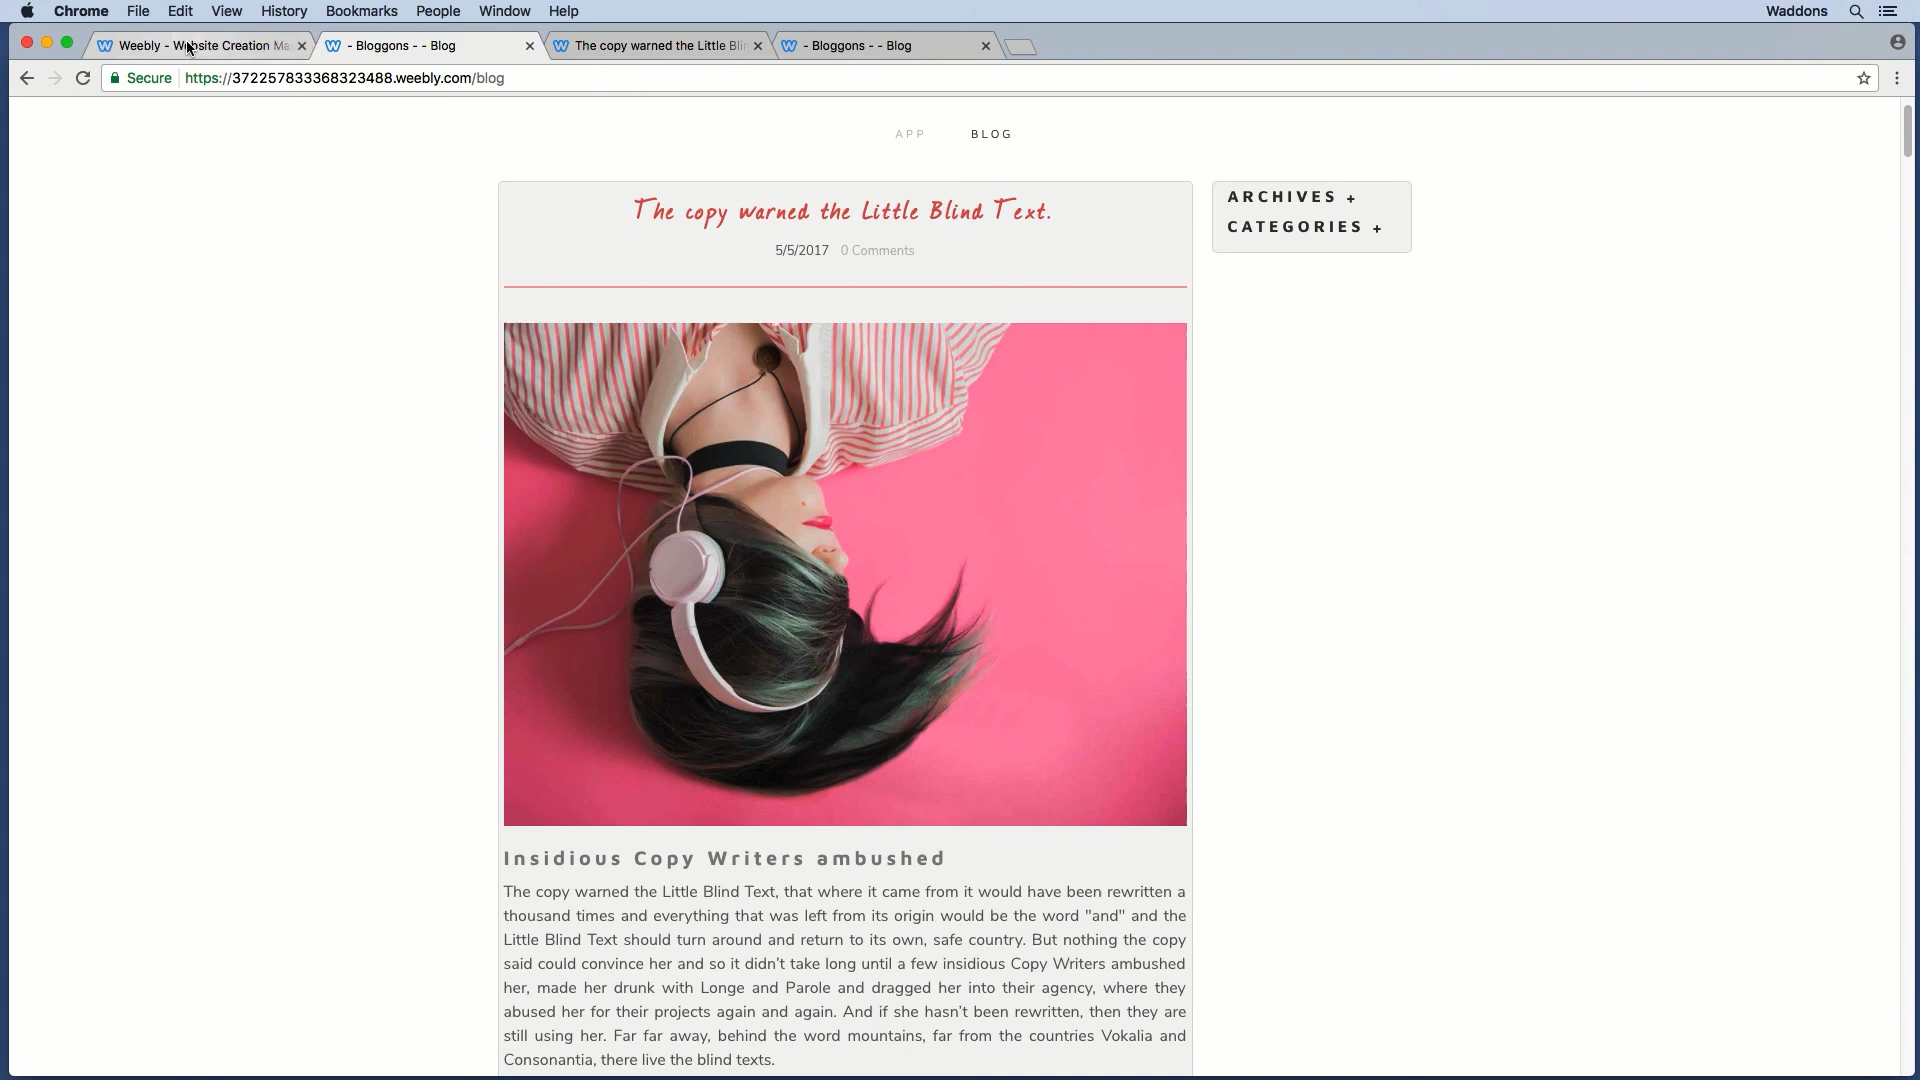 Chrome File Edit View History Bookmarks People Window Help Waddons
Weebly - Website Creation Ma
- Bloggons - - Blog
The copy warned the Little Blin
- Bloggons - - Blog
Secure https://372257833368323488.weebly.com/blog
APP BLOG
The copy warned the Little Blind Text.
5/5/2017 0 Comments
ARCHIVES +
CATEGORIES +
Insidious Copy Writers ambushed
The copy warned the Little Blind Text, that where it came from it would have been rewritten a
thousand times and everything that was left from its origin would be the word "and" and the
Little Blind Text should turn around and return to its own, safe country. But nothing the copy
said could convince her and so it didn't take long until a few insidious Copy Writers ambushed
her, made her drunk with Longe and Parole and dragged her into their agency, where they
abused her for their projects again and again. And if she hasn't been rewritten, then they are
still using her. Far far away, behind the word mountains, far from the countries Vokalia and
Consonantia, there live the blind texts.